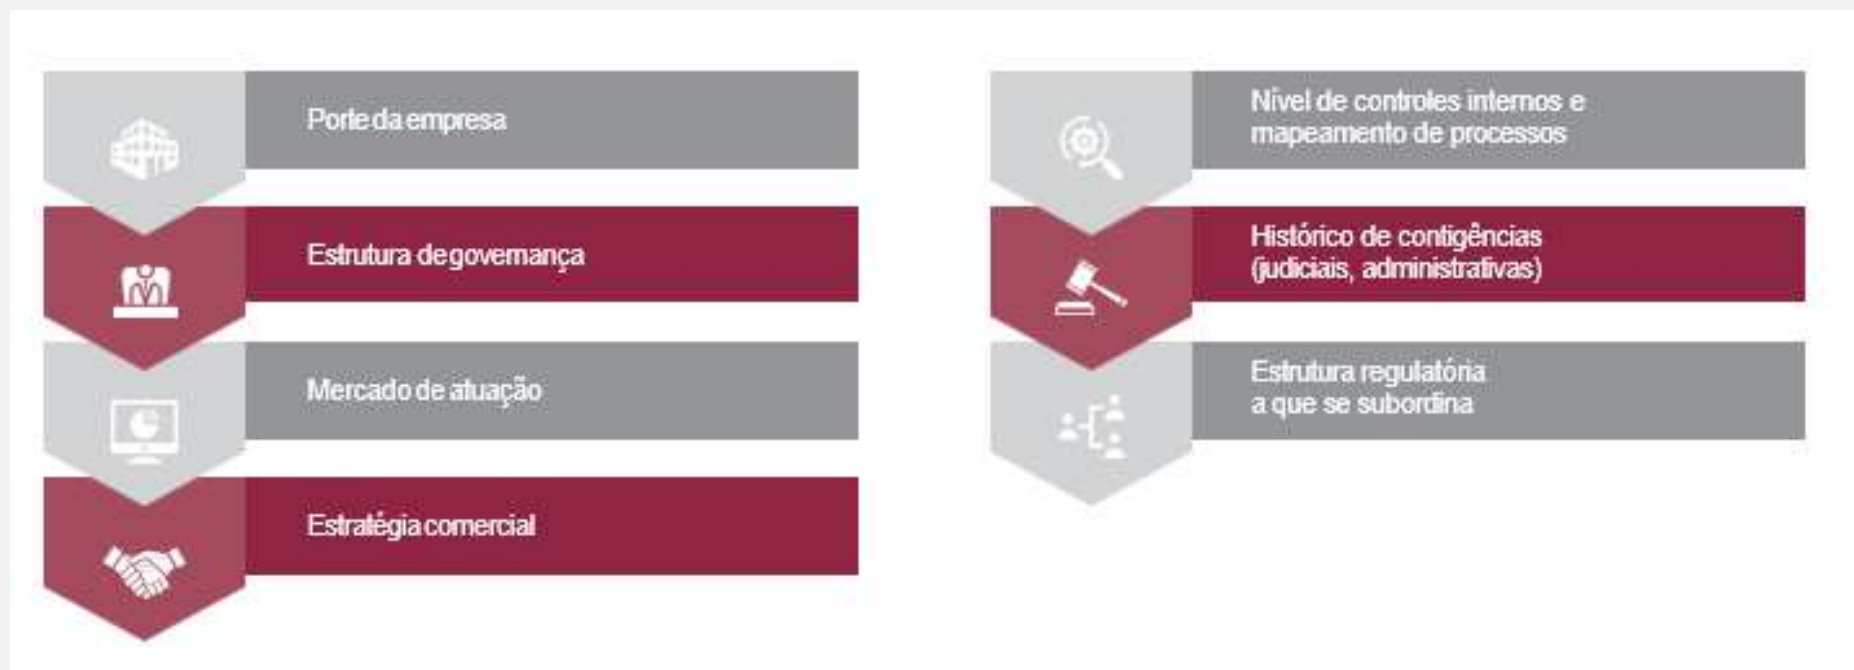 Porte da empresa
Estrutura de governança
Mercado de atuação
Estratégia comercial
Nível de controles internos e
mapeamento de processos
Histórico de contigências
(judiciais, administrativas)
Estrutura regulatória
a que se subordina